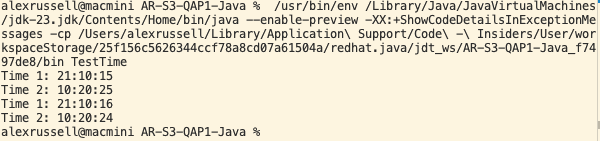 alexrussell@macmini AR-S3-QAP1-Java %  /usr/bin/env /Library/Java/JavaVirtualMachines
/jdk-23.jdk/Contents/Home/bin/java --enable-preview -XX:+ShowCodeDetailsInExceptionMe
ssages -cp /Users/alexrussell/Library/Application\ Support/Code\ -\ Insiders/User/wor
kspaceStorage/25f156c5626344ccf78a8cd07a61504a/redhat.java/jdt_ws/AR-S3-QAP1-Java_f74
97de8/bin TestTime
Time 1: 21:10:15
Time 2: 10:20:25
Time 1: 21:10:16
Time 2: 10:20:24
alexrussell@macmini AR-S3-QAP1-Java %